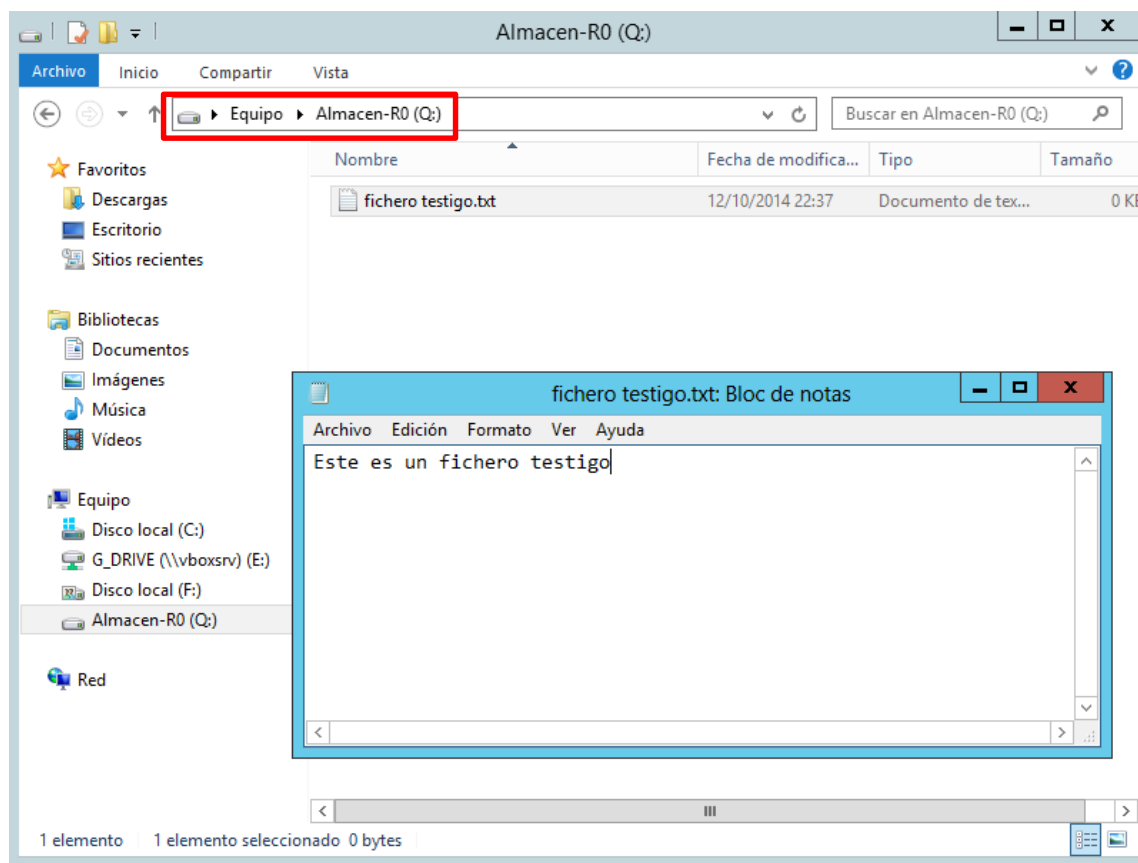 Almacen-R0 (Q:)
Archivo Inicio Compartir Vista
Equipo Almacen-R0 (Q:)
Buscar en Almacen-R0 (Q:)
Nombre Fecha de modifica... Tipo Tamaño
fichero testigo.txt 12/10/2014 22:37 Documento de tex... 0 KB
Favoritos
Descargas
Escritorio
Sitios recientes
Bibliotecas
Documentos
Imágenes
Música
Vídeos
Equipo
Disco local (C:)
G_DRIVE (\\vboxsrv) (E:)
Disco local (F:)
Almacen-R0 (Q:)
Red
fichero testigo.txt: Bloc de notas
Archivo Edición Formato Ver Ayuda
Este es un fichero testigo
1 elemento 1 elemento seleccionado 0 bytes